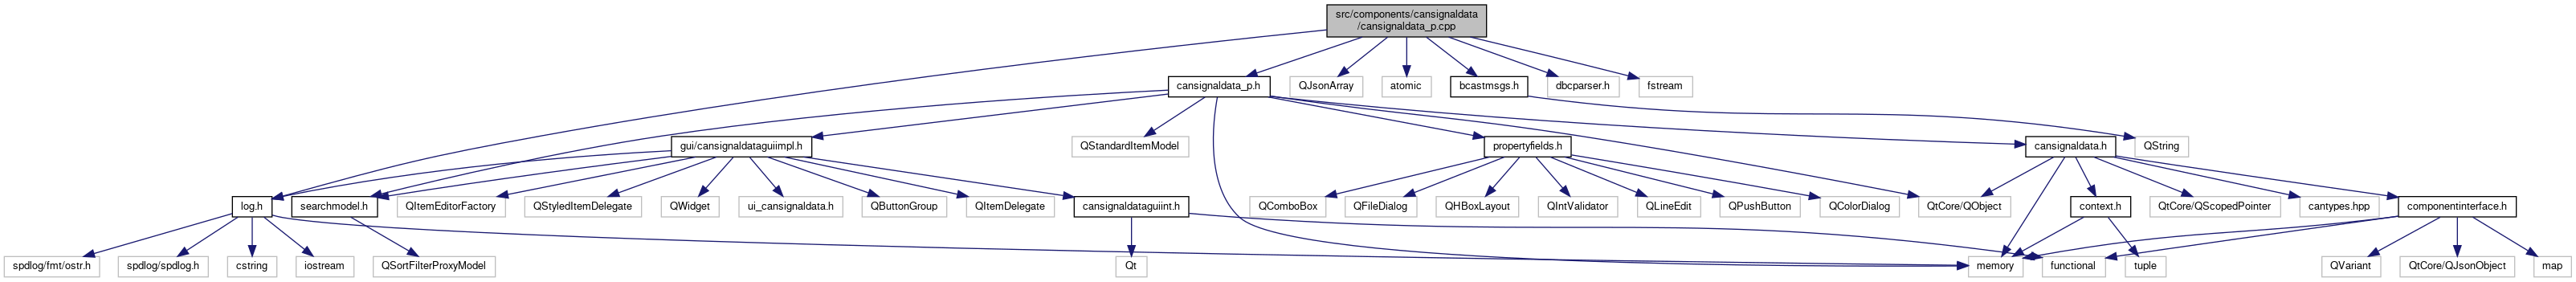 src/components/cansignaldata
/cansignaldata_p.cpp
cansignaldata_p.h
QJsonArray
atomic
bcastmsgs.h
dbcparser.h
fstream
gui/cansignaldataguiimpl.h
QStandardItemModel
propertyfields.h
cansignaldata.h
QString
log.h
searchmodel.h
QItemEditorFactory
QStyledItemDelegate
QWidget
ui_cansignaldata.h
QButtonGroup
QItemDelegate
cansignaldataguiint.h
QComboBox
QFileDialog
QHBoxLayout
QIntValidator
QLineEdit
QPushButton
QColorDialog
QtCore/QObject
context.h
QtCore/QScopedPointer
cantypes.hpp
componentinterface.h
spdlog/fmt/ostr.h
spdlog/spdlog.h
cstring
iostream
QSortFilterProxyModel
Qt
memory
functional
tuple
QVariant
QtCore/QJsonObject
map